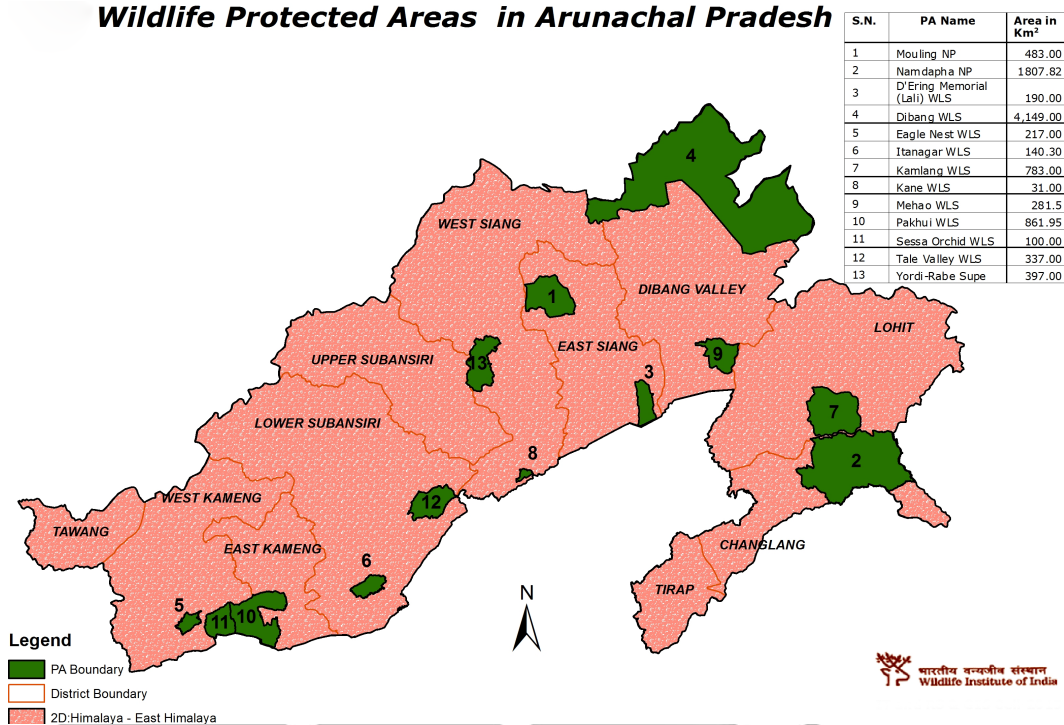 Wildlife Protected Areas in Arunachal Pradesh
S.N. PA Name Area in Km2
1 Mouling NP 483.00
2 Namdapha NP 1807.82
3 D'Ering Memorial (Lali) WLS 190.00
4 Dibang WLS 4,149.00
5 Eagle Nest WLS 217.00
6 Itanagar WLS 140.30
7 Kamlang WLS 783.00
8 Kane WLS 31.00
9 Mehao WLS 281.5
10 Pakhui WLS 861.95
11 Sessa Orchid WLS 100.00
12 Tale Valley WLS 337.00
13 Yordi-Rabe Supe 397.00
4
WEST SIANG
1
DIBANG VALLEY
LOHIT
EAST SIANG
9
UPPER SUBANSIRI
13
3
7
LOWER SUBANSIRI
8
2
WEST KAMENG
12
TAWANG
EAST KAMENG
CHANGLANG
6
TIRAP
5
11
10
N
Legend
PA Boundary
District Boundary
2D:Himalaya - East Himalaya
भारतीय वन्यजीव संस्थान
Wildlife Institute of India